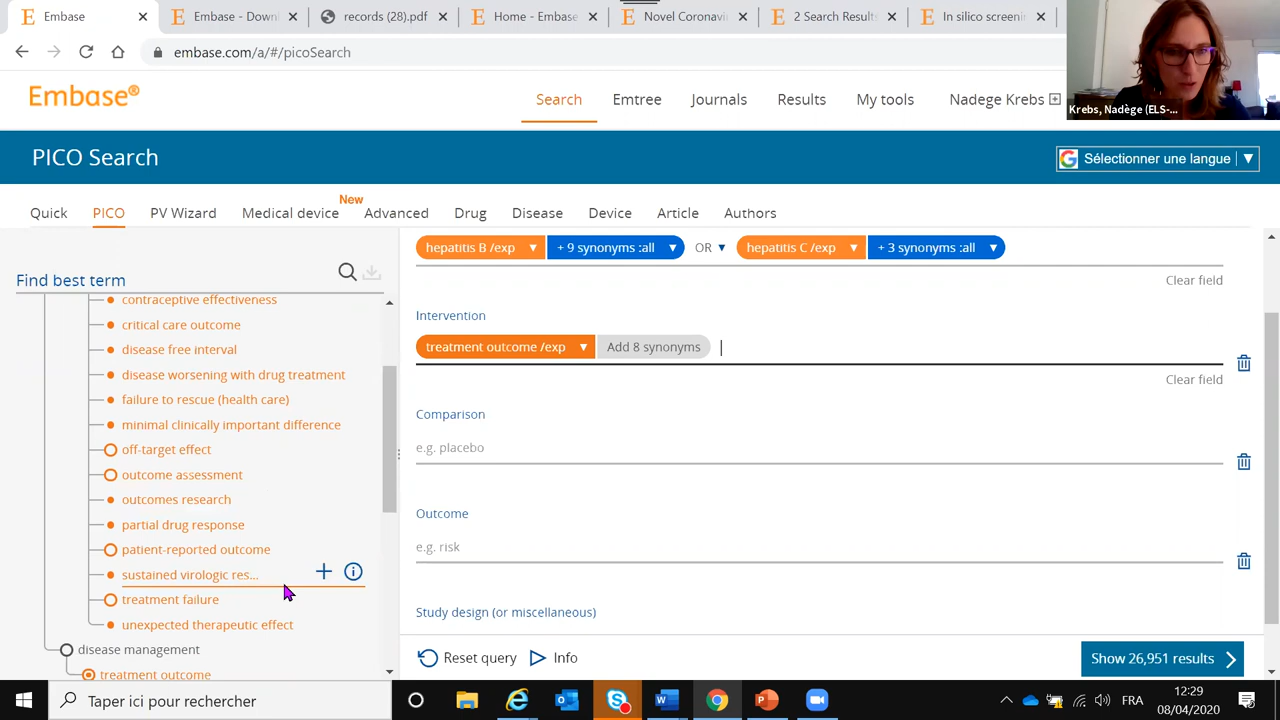 Embase
Embase - Down
records (28).pdf
Home - Embase
Novel Coronavi
2 Search Results
In silico screenin
embase.com/a/#/picoSearch
Krebs, Nadège (ELS-...
Embase®
Search
Emtree
Journals
Results
My tools
Nadege Krebs
PICO Search
Sélectionner une langue
New
Quick
PICO
PV Wizard
Medical device
Advanced
Drug
Disease
Device
Article
Authors
Find best term
contraceptive effectiveness
critical care outcome
disease free interval
disease worsening with drug treatment
failure to rescue (health care)
minimal clinically important difference
off-target effect
outcome assessment
outcomes research
partial drug response
patient-reported outcome
sustained virologic res...
treatment failure
unexpected therapeutic effect
disease management
treatment outcome
hepatitis B /exp + 9 synonyms :all OR hepatitis C /exp + 3 synonyms :all
Clear field
Intervention
treatment outcome /exp Add 8 synonyms
Clear field
Comparison
e.g. placebo
Outcome
e.g. risk
Study design (or miscellaneous)
Reset query
Info
Show 26,951 results
Taper ici pour rechercher
FRA
12:29
08/04/2020